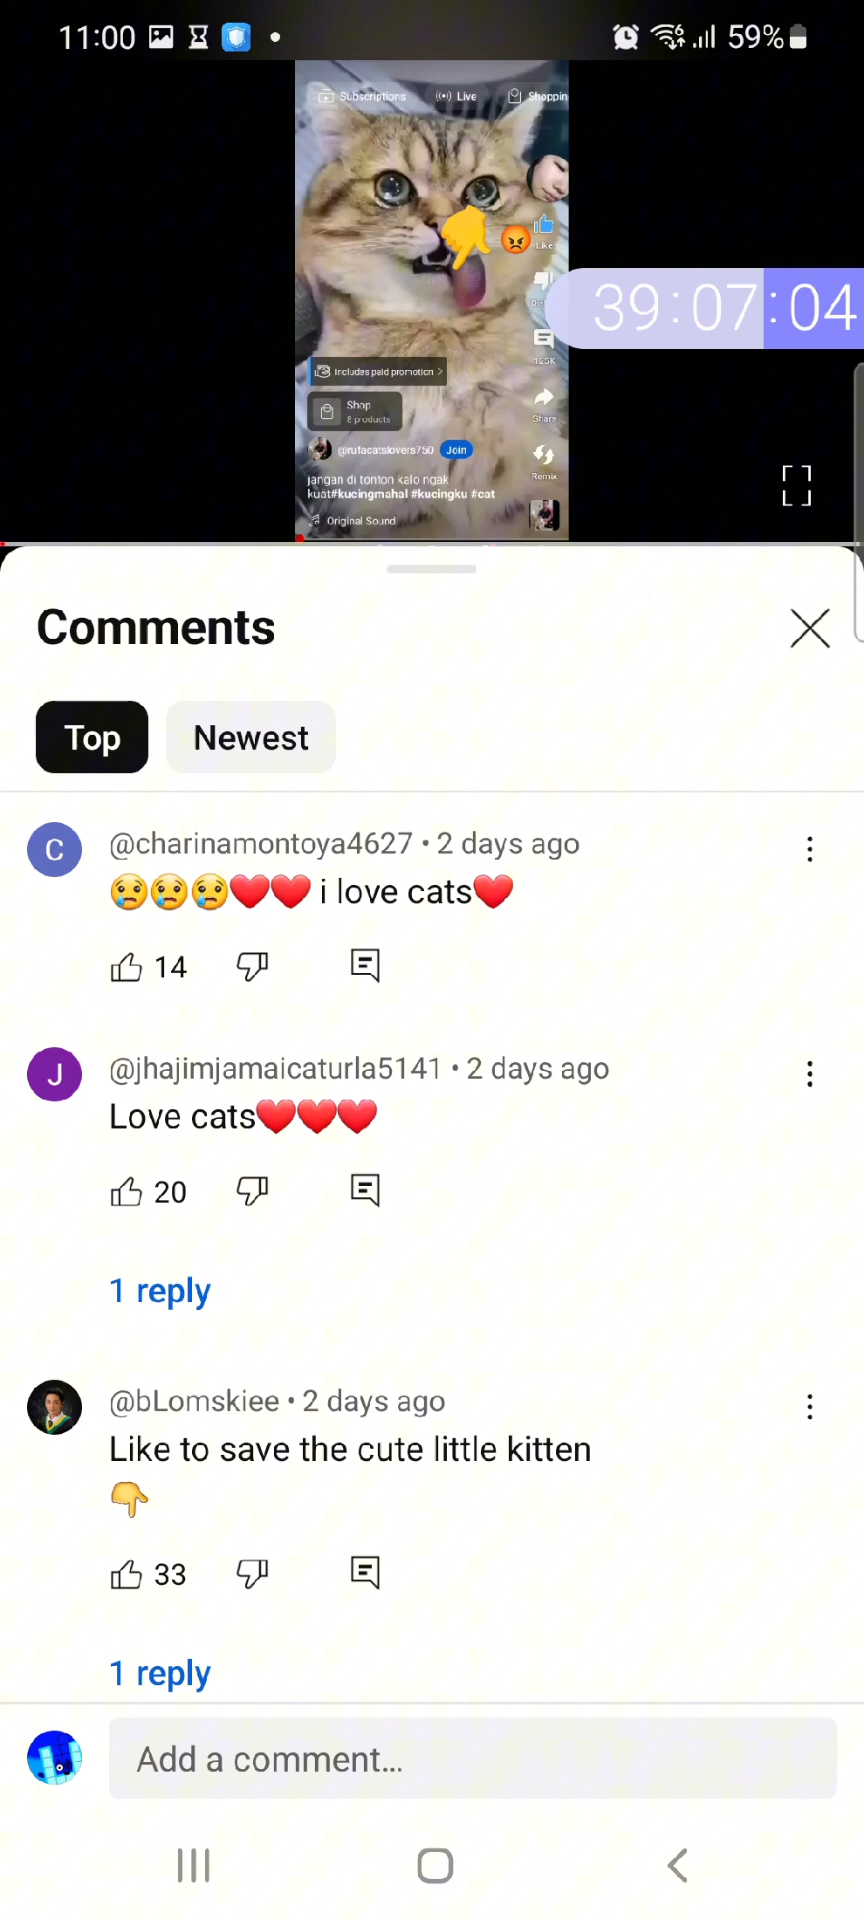 11:00
59%
Subscriptions Live Shoppin
Like
39:07:04
125K
Includes paid promotion >
Shop
8 products
Share
@rufacatslovers750 Join
Remix
jangan di tonton kalo ngak
kuat#kucingmahal #kucingku #cat
Original Sound
Comments
Top Newest
@charinamontoya4627 • 2 days ago
😢😢😢❤️❤️ i love cats❤️
14
@jhajimjamaicaturla5141 • 2 days ago
Love cats❤️❤️❤️
20
1 reply
@bLomskiee • 2 days ago
Like to save the cute little kitten
👇
33
1 reply
Add a comment...